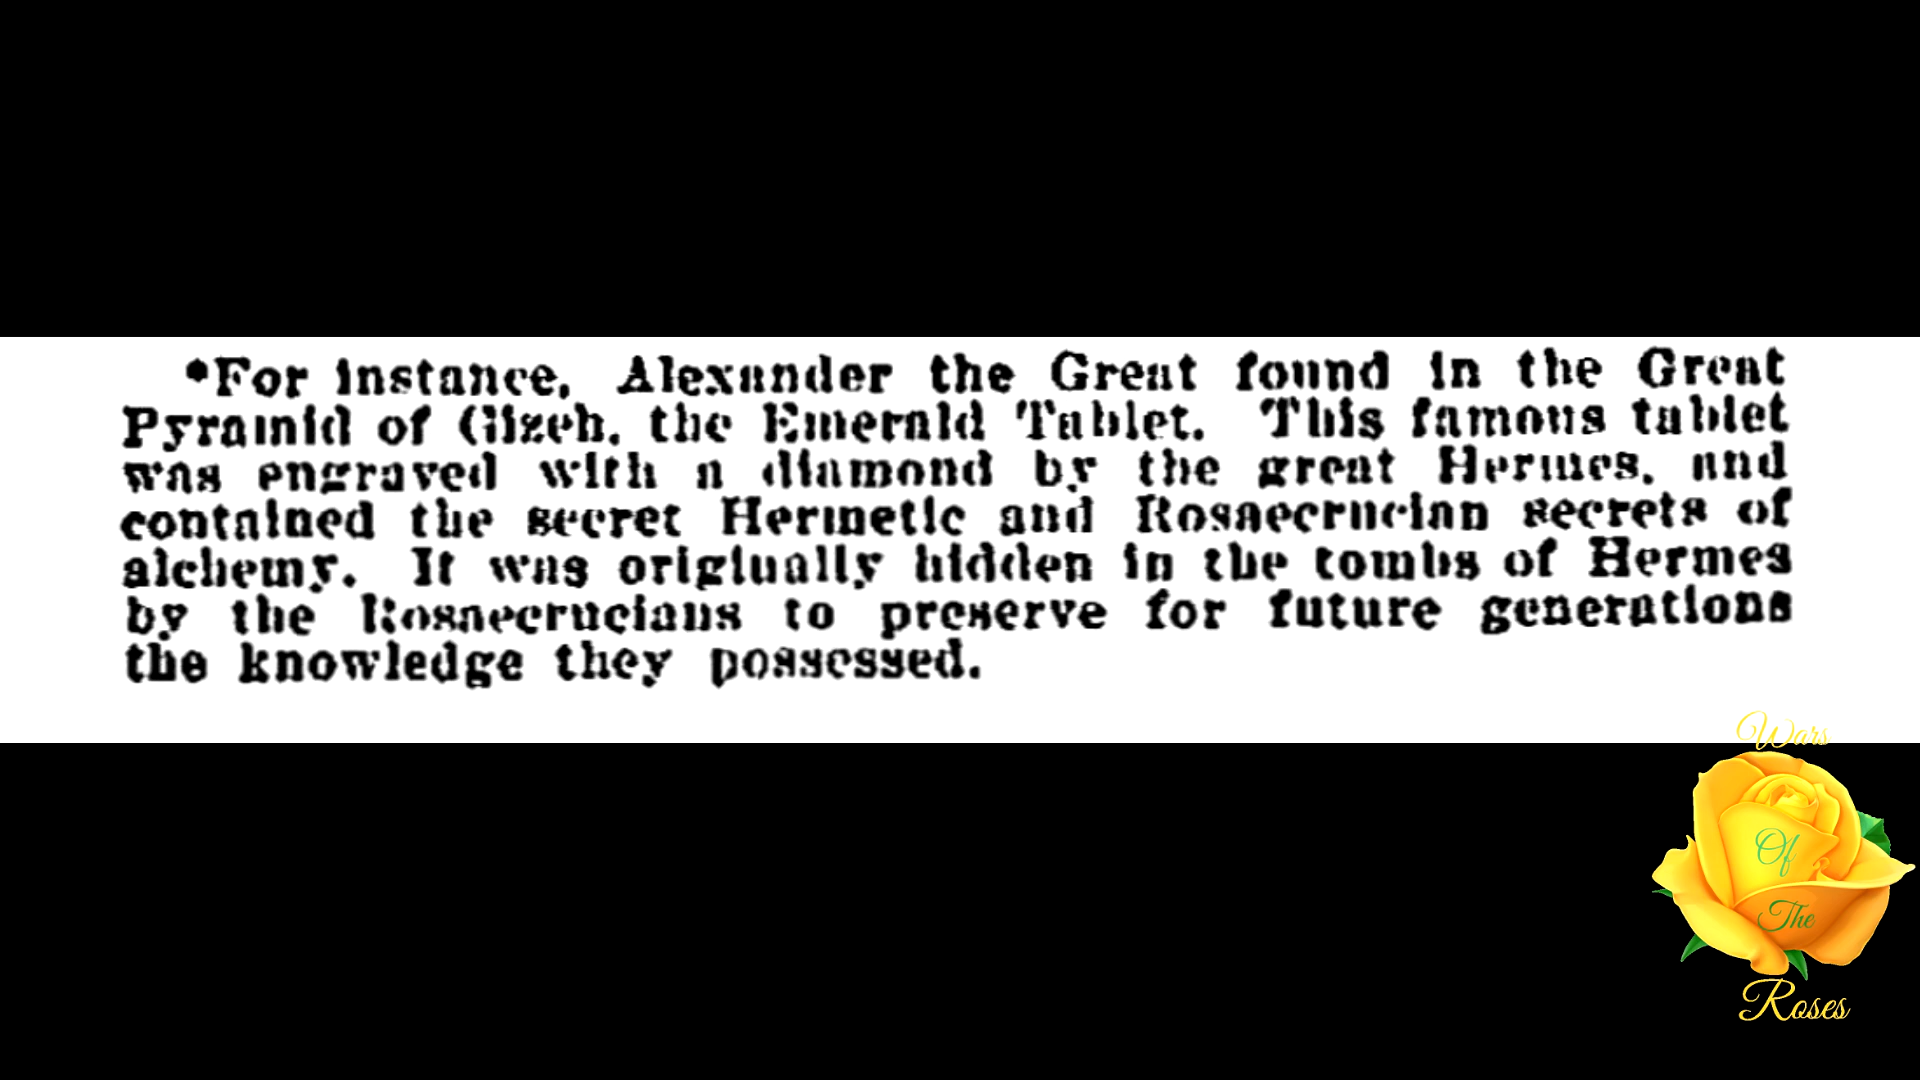 *For instance, Alexander the Great found in the Great
Pyramid of Gizeh, the Emerald Tablet. This famous tablet
was engraved with a diamond by the great Hermes, and
contained the secret Hermetic and Rosaecrucian secrets of
alchemy. It was originally hidden in the tombs of Hermes
by the Rosaecrucians to preserve for future generations
the knowledge they possessed.
Wars
Of
The
Roses